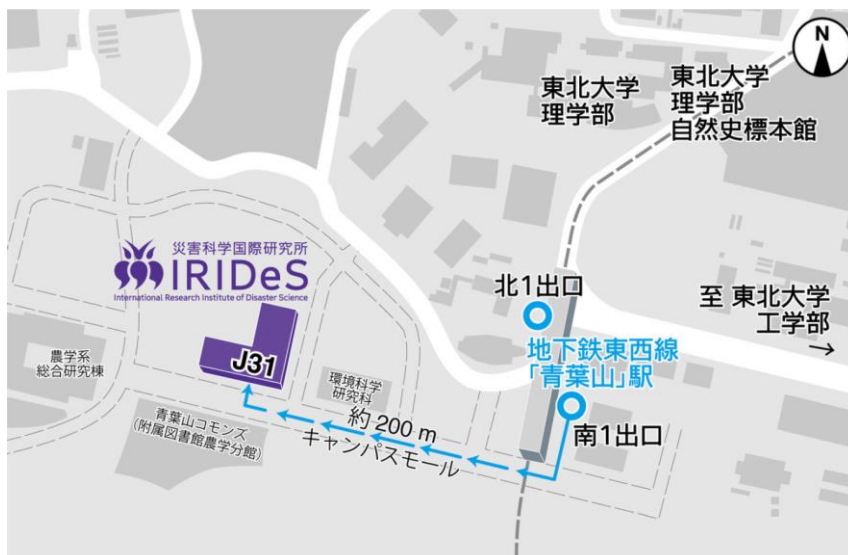 N
東北大学
理学部
東北大学
理学部
自然史標本館
災害科学国際研究所
IRIDeS
International Research Institute of Disaster Science
北1出口
至 東北大学
工学部
→
地下鉄東西線
「青葉山」駅
J31
農学系
総合研究棟
環境科学
研究科
南1出口
約 200 m
キャンパスモール
青葉山コモンズ
(附属図書館農学分館)